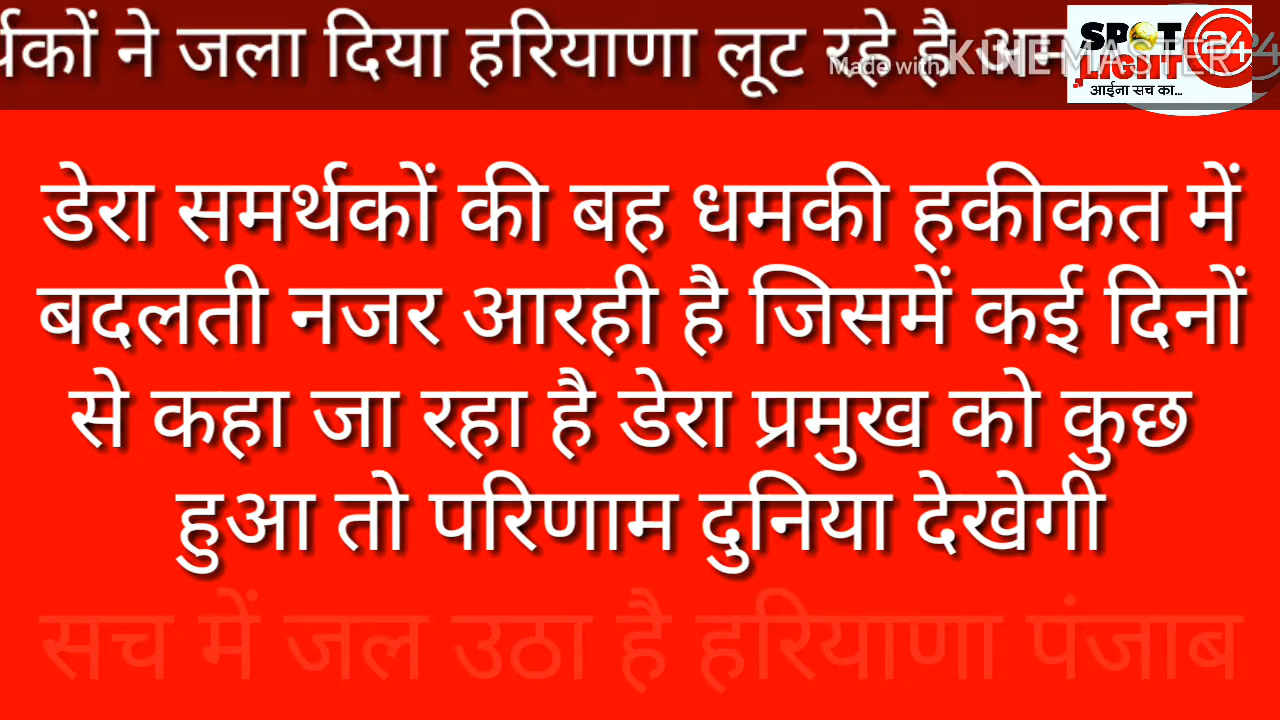 र्थकों ने जला दिया हरियाणा लूट रहे है
Made with KINEMASTER
SPOT
LIGHT 24
आईना सच का...
डेरा समर्थकों की बह धमकी हकीकत में
बदलती नजर आरही है जिसमें कई दिनों
से कहा जा रहा है डेरा प्रमुख को कुछ
हुआ तो परिणाम दुनिया देखेगी
सच में जल उठा है हरियाणा पंजाब